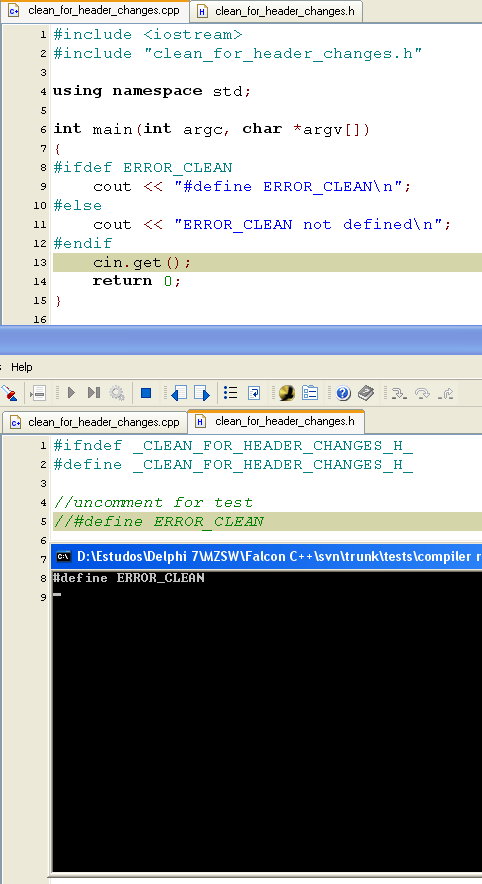 clean_for_header_changes.cpp clean_for_header_changes.h
1 #include <iostream>
2 #include "clean_for_header_changes.h"
3
4 using namespace std;
5
6 int main(int argc, char *argv[])
7 {
8 #ifdef ERROR_CLEAN
9 cout << "#define ERROR_CLEAN\n";
10 #else
11 cout << "ERROR_CLEAN not defined\n";
12 #endif
13 cin.get();
14 return 0;
15 }
16
s Help
clean_for_header_changes.cpp clean_for_header_changes.h
1 #ifndef _CLEAN_FOR_HEADER_CHANGES_H_
2 #define _CLEAN_FOR_HEADER_CHANGES_H_
3
4 //uncomment for test
5 //#define ERROR_CLEAN
6
7 D:\Estudos\Delphi 7\MZSW\Falcon C++\svn\trunk\tests\compiler r
8 #define ERROR_CLEAN
9